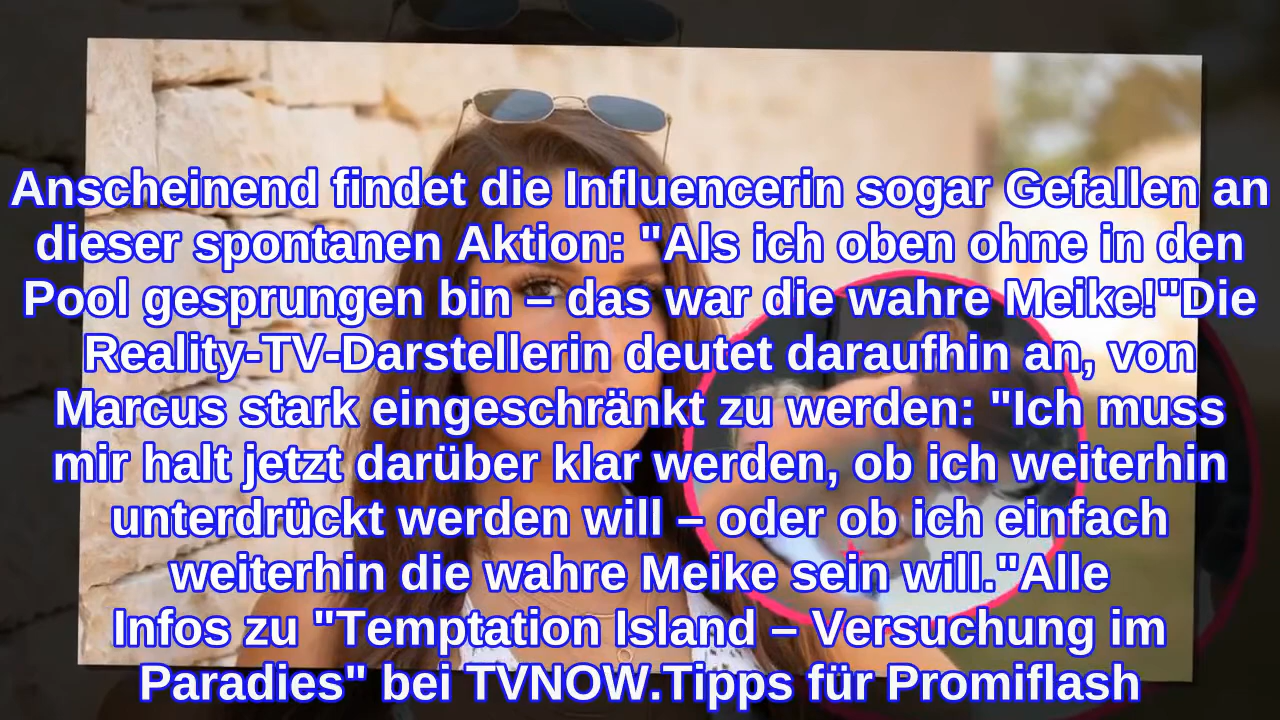 Anscheinend findet die Influencerin sogar Gefallen an
dieser spontanen Aktion: "Als ich oben ohne in den
Pool gesprungen bin – das war die wahre Meike!"Die
Reality-TV-Darstellerin deutet daraufhin an, von
Marcus stark eingeschränkt zu werden: "Ich muss
mir halt jetzt darüber klar werden, ob ich weiterhin
unterdrückt werden will – oder ob ich einfach
weiterhin die wahre Meike sein will."Alle
Infos zu "Temptation Island – Versuchung im
Paradies" bei TVNOW.Tipps für Promiflash